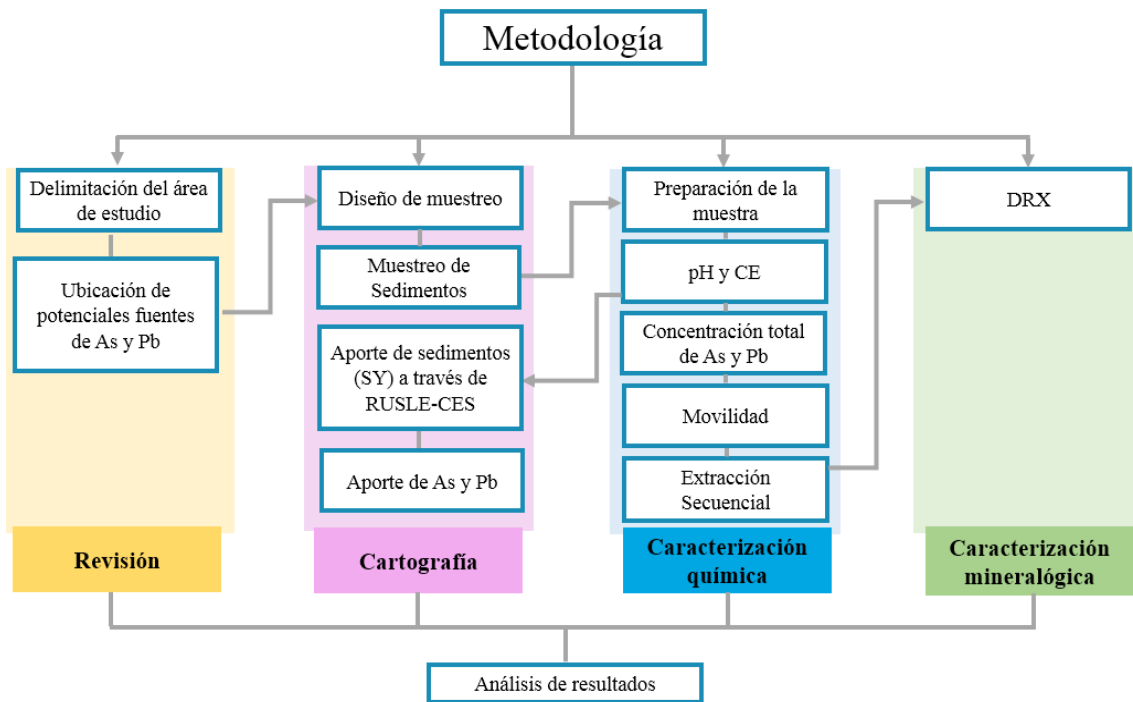 Metodología
Delimitación del área
de estudio
Ubicación de
potenciales fuentes
de As y Pb
Revisión
Diseño de muestreo
Muestreo de
Sedimentos
Aporte de sedimentos
(SY) a través de
RUSLE-CES
Aporte de As y Pb
Cartografía
Preparación de la
muestra
pH y CE
Concentración total
de As y Pb
Movilidad
Extracción
Secuencial
Caracterización
química
DRX
Caracterización
mineralógica
Análisis de resultados